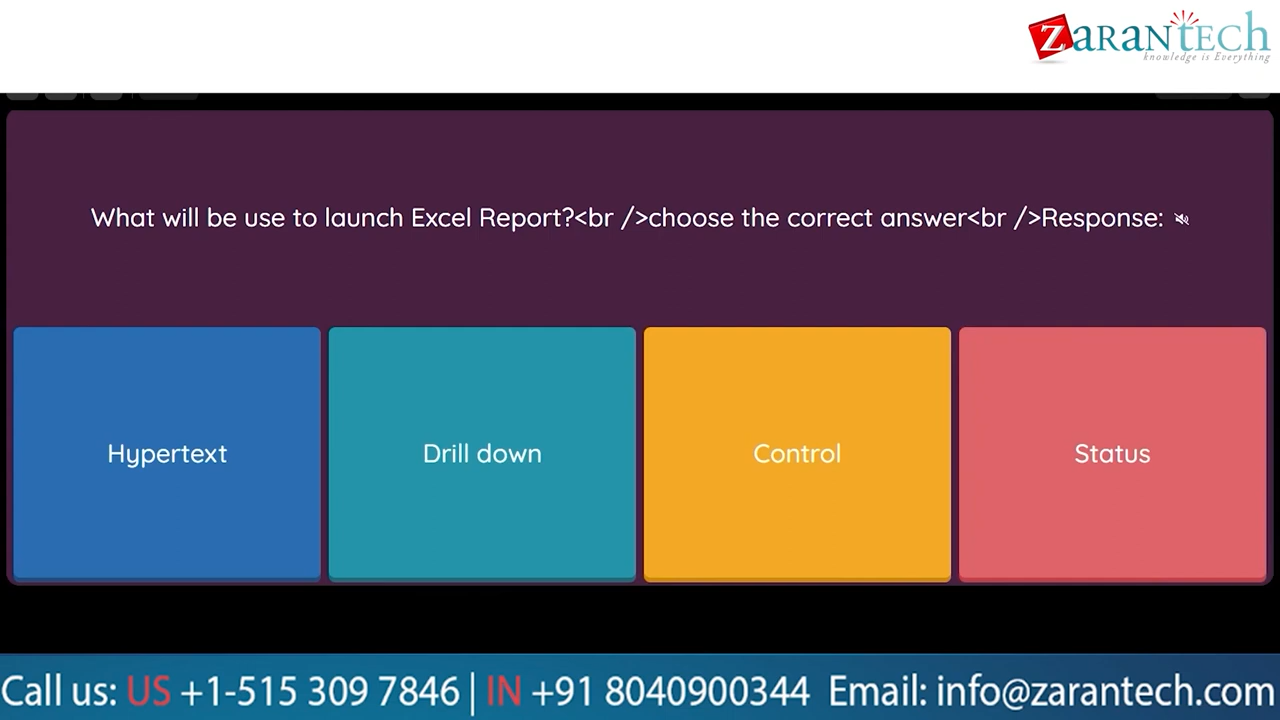 ZARANTECH
knowledge is Everything
What will be use to launch Excel Report?<br />choose the correct answer<br />Response:
Hypertext
Drill down
Control
Status
Call us: US +1-515 309 7846 | IN +91 8040900344 Email: info@zarantech.com